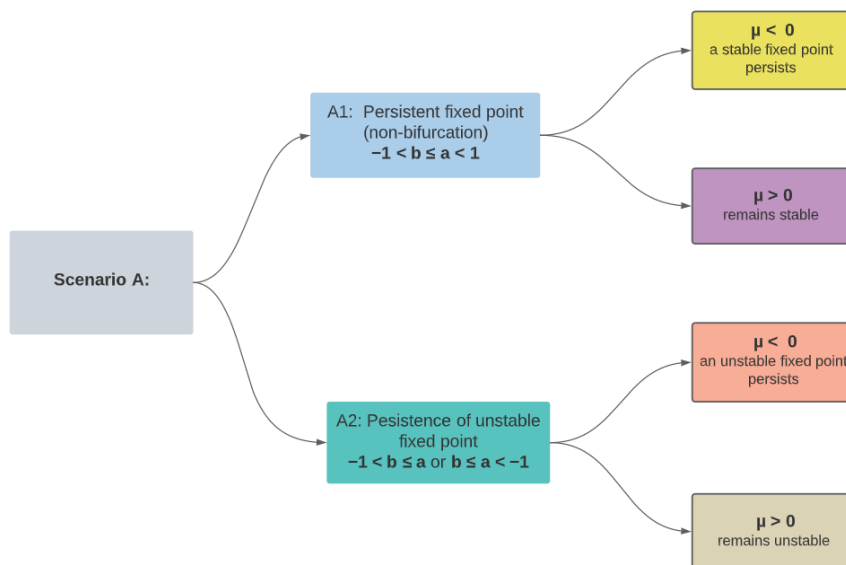 Scenario A:
A1:  Persistent fixed point
(non-bifurcation)
−1 < b ≤ a < 1
A2: Pesistence of unstable
fixed point
−1 < b ≤ a or b ≤ a < −1
µ <  0
a stable fixed point
persists
µ > 0
remains stable
µ <  0
an unstable fixed point
persists
µ > 0
remains unstable